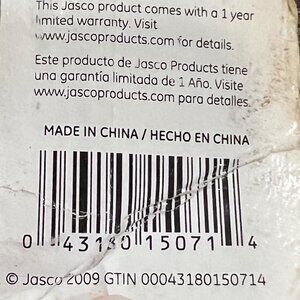 This Jasco product comes with a 1 year
limited warranty. Visit
www.jascoproducts.com for details.
Este producto de Jasco Products tiene
una garantía limitada de 1 Año. Visite
www.jascoproducts.com para detalles.
MADE IN CHINA / HECHO EN CHINA
0 43180 15071 4
© Jasco 2009 GTIN 00043180150714